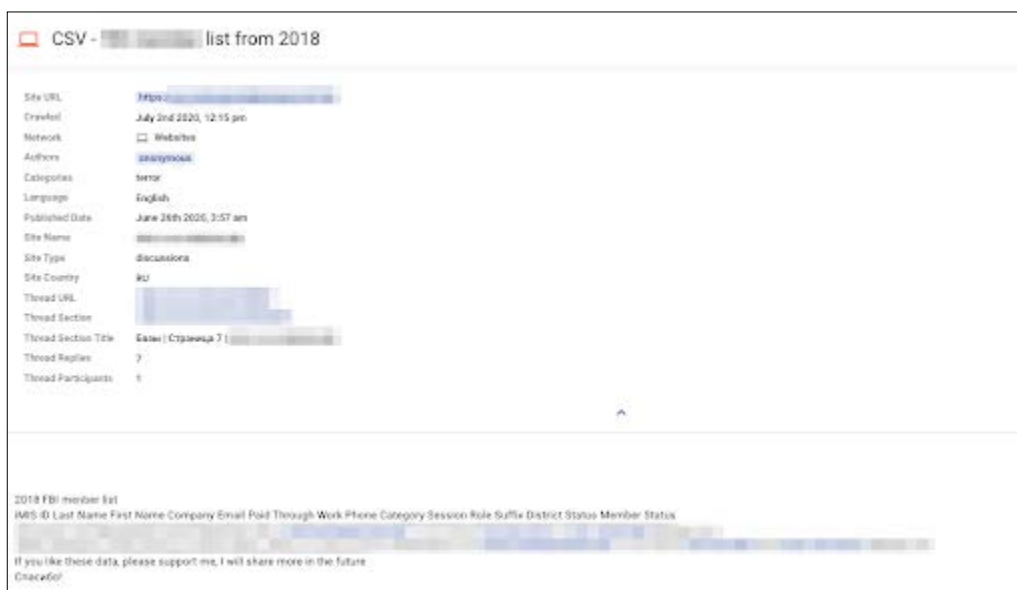 CSV - list from 2018
Site URL https:
Crawled July 2nd 2020, 12:15 pm
Network Websites
Authors anonymous
Categories terror
Language English
Published Date June 26th 2020, 3:57 am
Site Name
Site Type discussions
Site Country RU
Thread URL
Thread Section
Thread Section Title Базы | Страница 7 |
Thread Replies 7
Thread Participants 1
2018 FBI member list
iMIS ID Last Name First Name Company Email Paid Through Work Phone Category Session Role Suffix District Status Member Status
If you like these data, please support me, I will share more in the future
Спасибо!